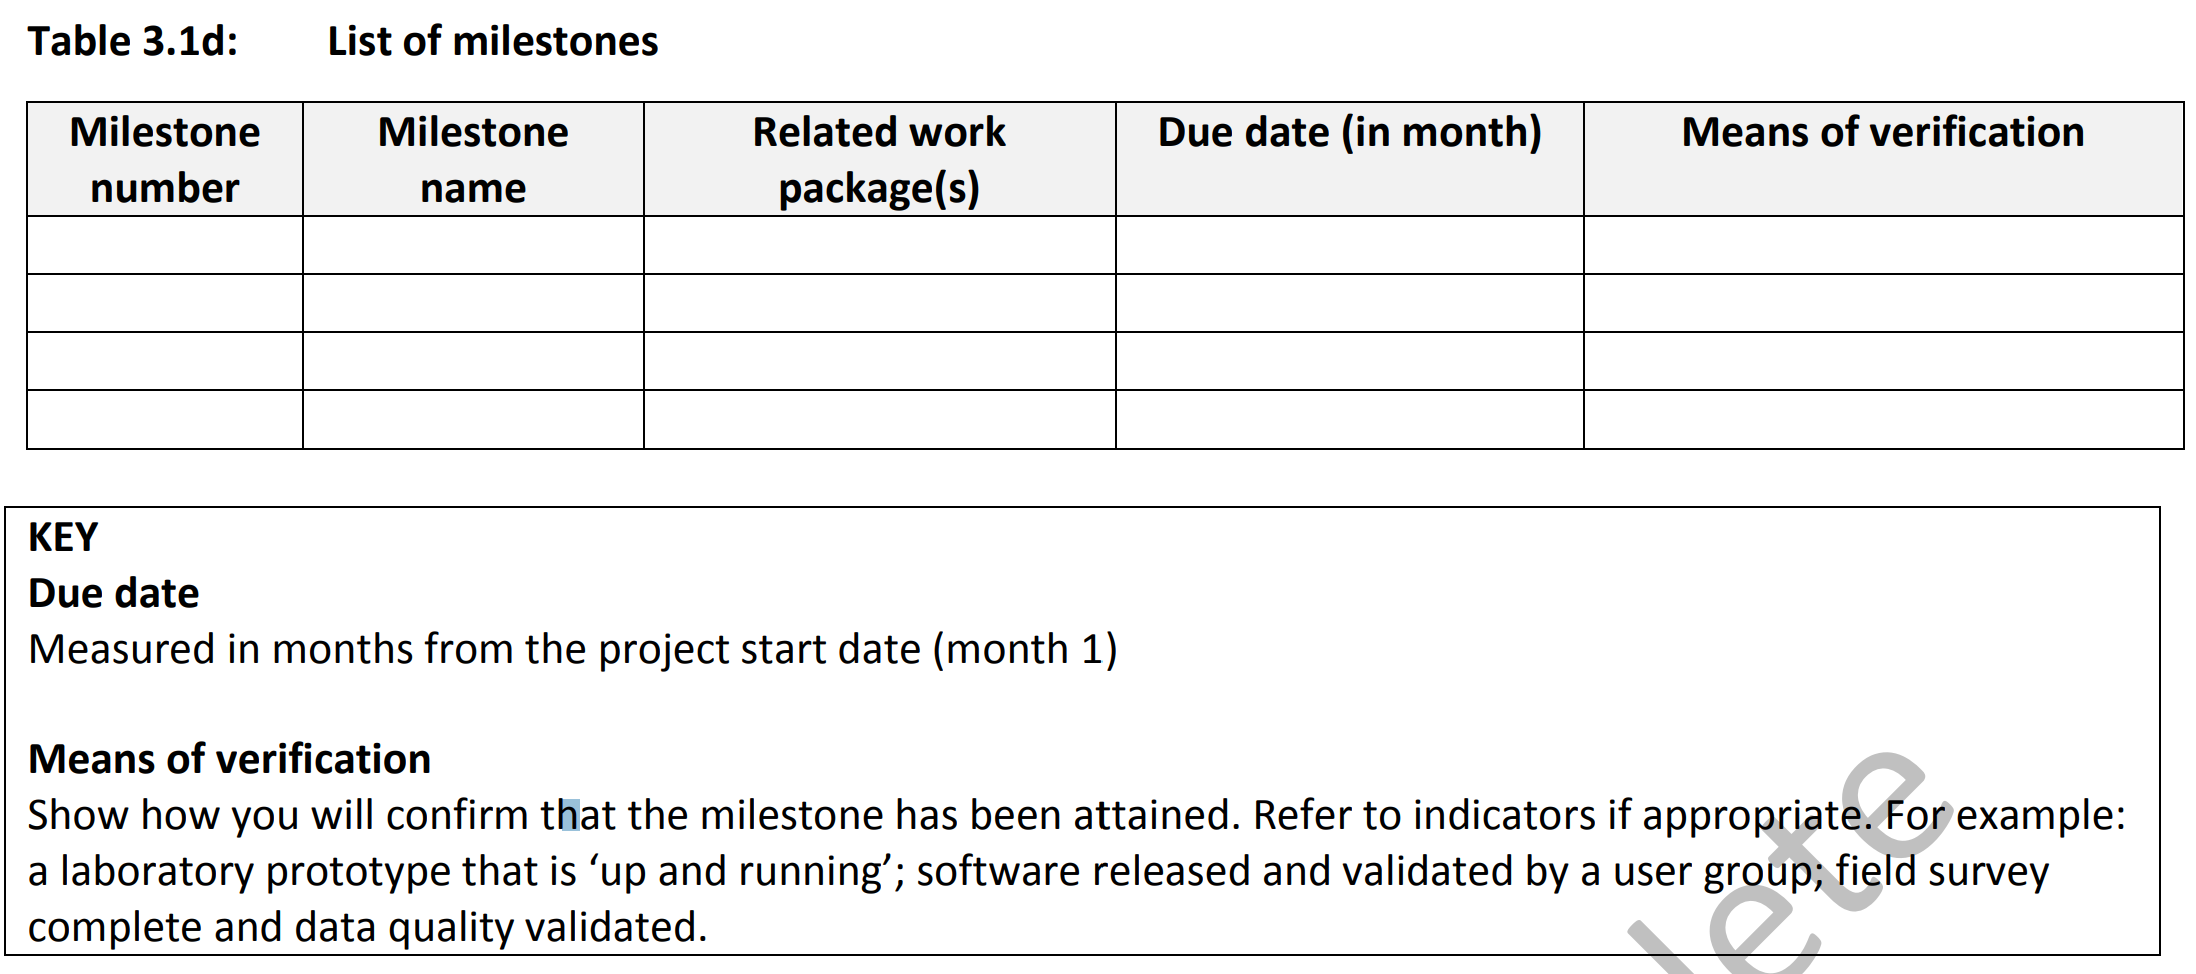 Table 3.1d: List of milestones
Milestone number | Milestone name | Related work package(s) | Due date (in month) | Means of verification
KEY
Due date
Measured in months from the project start date (month 1)
Means of verification
Show how you will confirm that the milestone has been attained. Refer to indicators if appropriate. For example:
a laboratory prototype that is ‘up and running’; software released and validated by a user group; field survey
complete and data quality validated.
lete